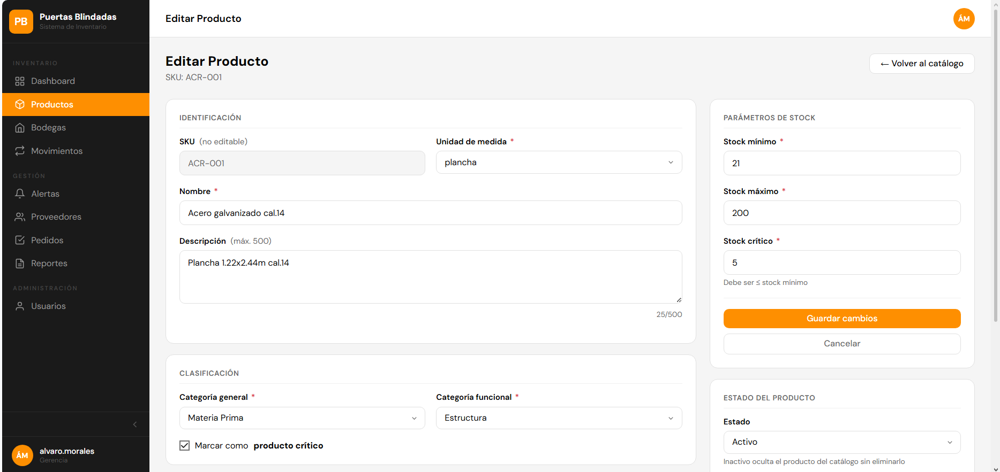 PB
Puertas Blindadas
Sistema de Inventario
INVENTARIO
Dashboard
Productos
Bodegas
Movimientos
GESTIÓN
Alertas
Proveedores
Pedidos
Reportes
ADMINISTRACIÓN
Usuarios
ÁM
alvaro.morales
Gerencia
Editar Producto
ÁM
Editar Producto
SKU: ACR-001
← Volver al catálogo
IDENTIFICACIÓN
SKU (no editable)
ACR-001
Unidad de medida *
plancha
Nombre *
Acero galvanizado cal.14
Descripción (máx. 500)
Plancha 1.22x2.44m cal.14
25/500
CLASIFICACIÓN
Categoría general *
Materia Prima
Categoría funcional *
Estructura
Marcar como producto crítico
PARÁMETROS DE STOCK
Stock mínimo *
21
Stock máximo *
200
Stock crítico *
5
Debe ser ≤ stock mínimo
Guardar cambios
Cancelar
ESTADO DEL PRODUCTO
Estado
Activo
Inactivo oculta el producto del catálogo sin eliminarlo